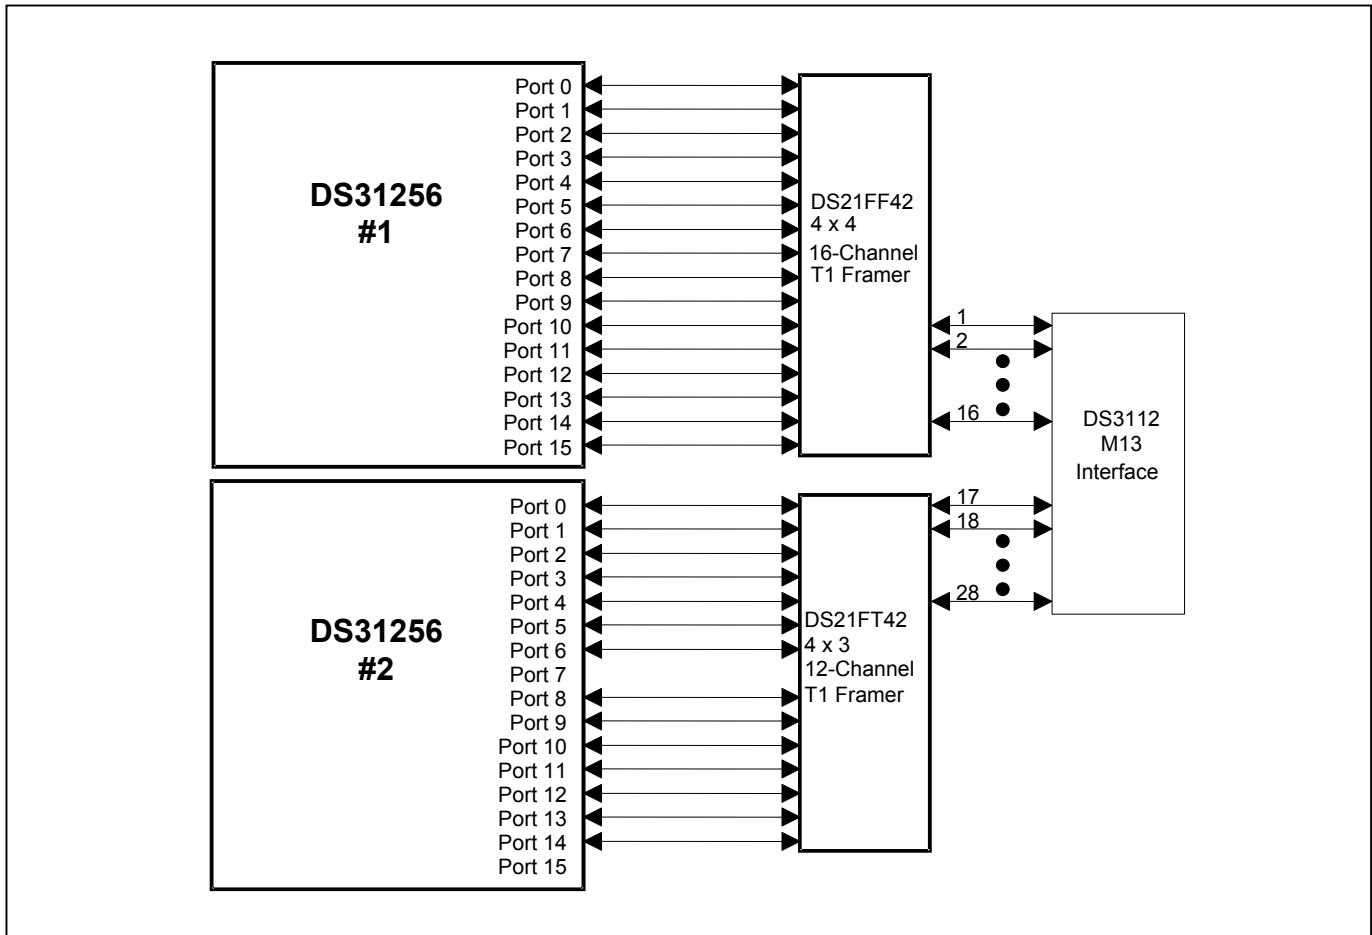 DS31256
#1
Port 0
Port 1
Port 2
Port 3
Port 4
Port 5
Port 6
Port 7
Port 8
Port 9
Port 10
Port 11
Port 12
Port 13
Port 14
Port 15
DS21FF42
4 x 4
16-Channel
T1 Framer
1
2
16
DS3112
M13
Interface
DS31256
#2
Port 0
Port 1
Port 2
Port 3
Port 4
Port 5
Port 6
Port 7
Port 8
Port 9
Port 10
Port 11
Port 12
Port 13
Port 14
Port 15
DS21FT42
4 x 3
12-Channel
T1 Framer
17
18
28